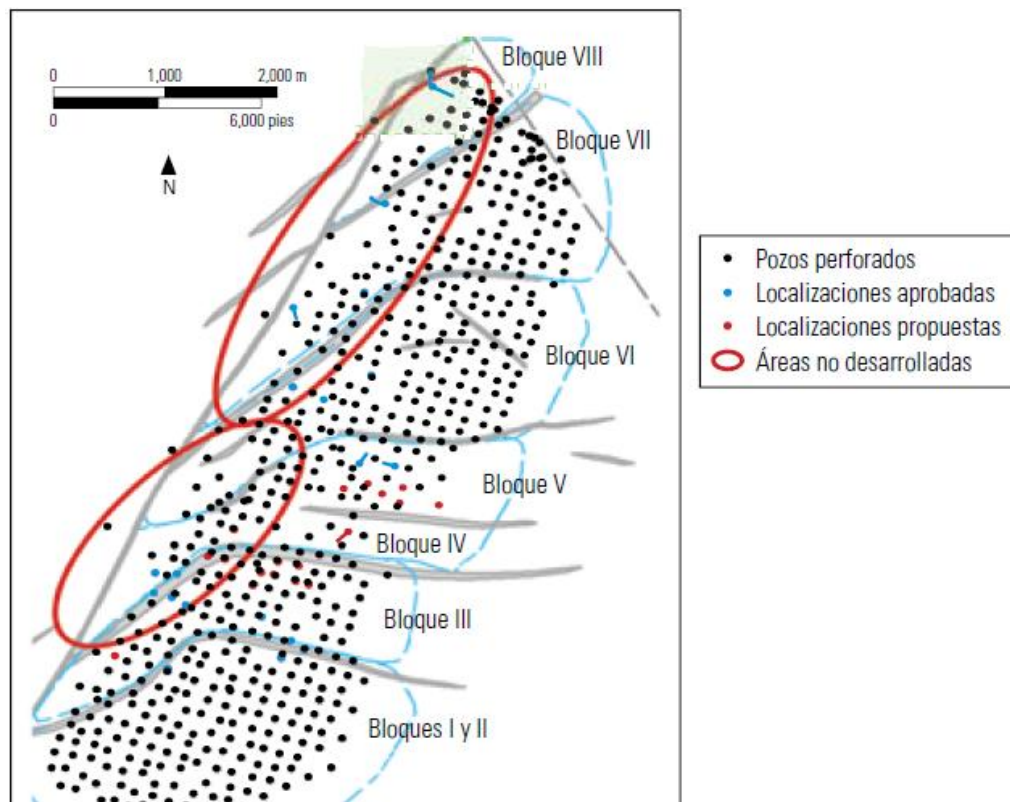 Bloque VIII
0 1,000 2,000 m
0 6,000 pies
N
Bloque VII
Bloque VI
Bloque V
Bloque IV
Bloque III
Bloques I y II
Pozos perforados
Localizaciones aprobadas
Localizaciones propuestas
Áreas no desarrolladas